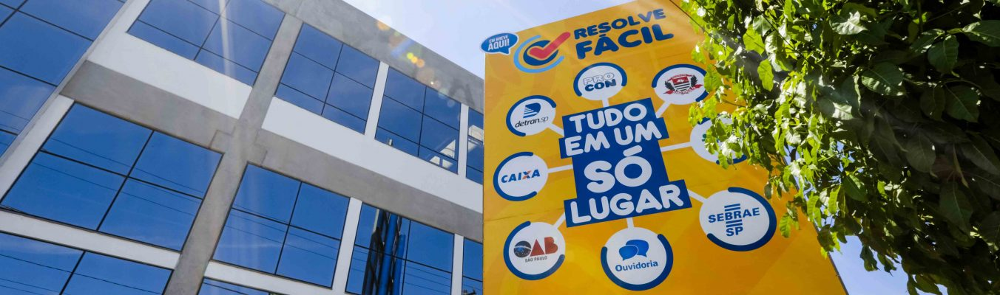 EM BREVE
AQUI!
RESOLVE
FÁCIL
PRO
CON
detran.sp
TUDO
EM UM
SÓ
LUGAR
CAIXA
SEBRAE
SP
OAB
SÃO PAULO
Ouvidoria